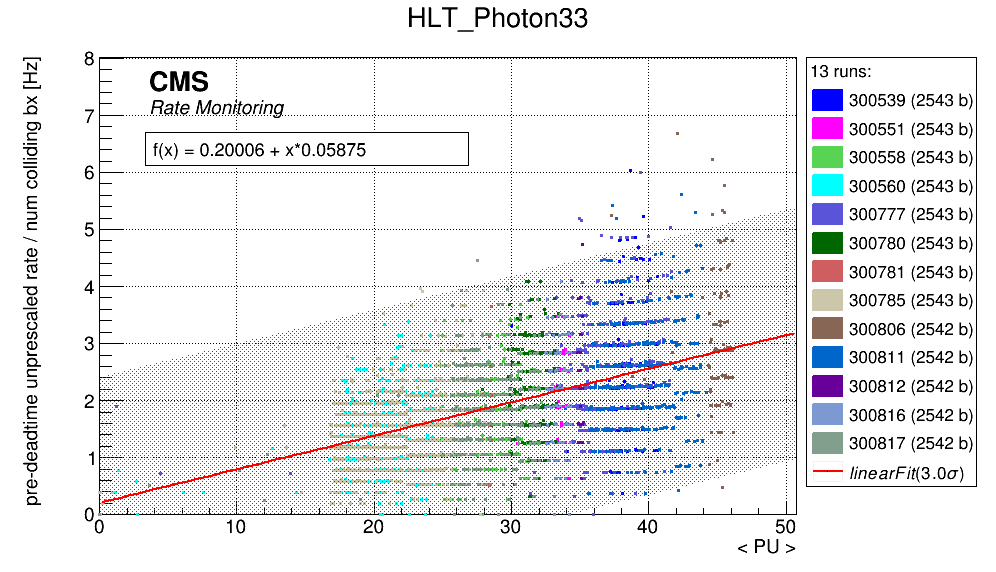 HLT_Photon33
pre-deadtime unprescaled rate / num colliding bx [Hz]
8
7
6
5
4
3
2
1
0
CMS
Rate Monitoring
f(x) = 0.20006 + x*0.05875
0 10 20 30 40 50
< PU >
13 runs:
300539 (2543 b)
300551 (2543 b)
300558 (2543 b)
300560 (2543 b)
300777 (2543 b)
300780 (2543 b)
300781 (2543 b)
300785 (2543 b)
300806 (2542 b)
300811 (2542 b)
300812 (2542 b)
300816 (2542 b)
300817 (2542 b)
linearFit(3.0σ)